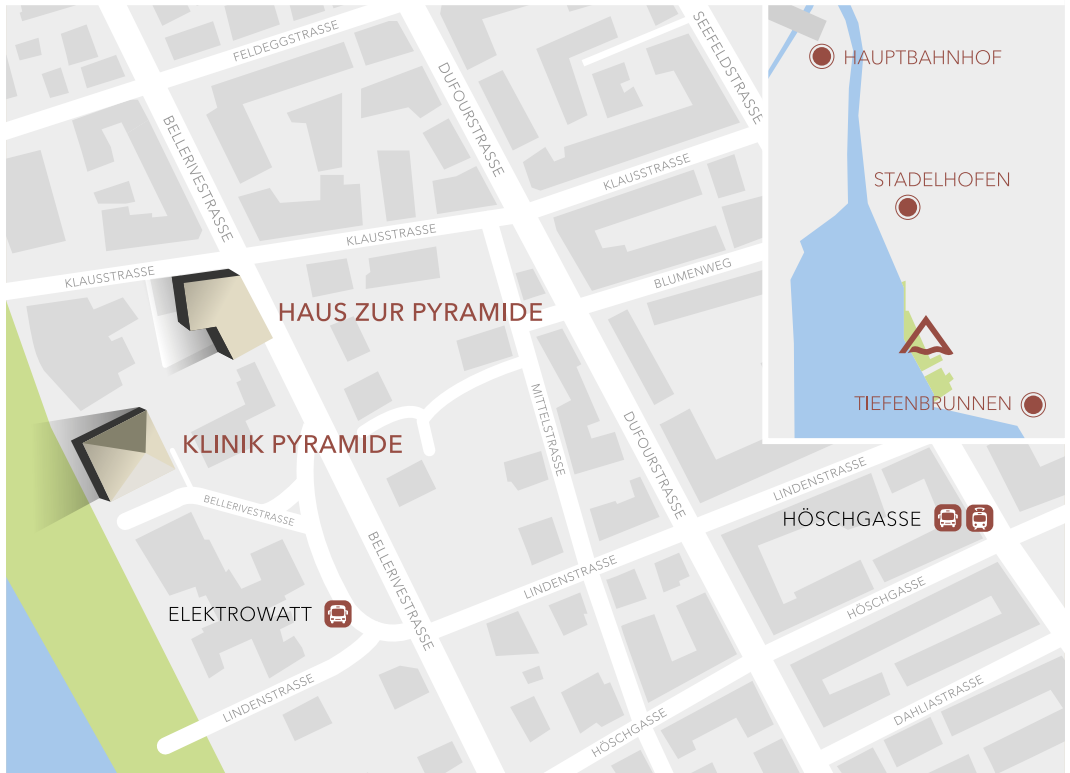 FELDEGGSTRASSE
DUFOURSTRASSE
SEEFELDSTRASSE
HAUPTBAHNHOF
BELLERIVESTRASSE
KLAUSSTRASSE
STADELHOFEN
KLAUSSTRASSE
KLAUSSTRASSE
BLUMENWEG
HAUS ZUR PYRAMIDE
TIEFENBRUNNEN
MITTELSTRASSE
DUFOURSTRASSE
KLINIK PYRAMIDE
LINDENSTRASSE
BELLERIVESTRASSE
HÖSCHGASSE
BELLERIVESTRASSE
LINDENSTRASSE
HÖSCHGASSE
ELEKTROWATT
LINDENSTRASSE
DAHLIASTRASSE
HÖSCHGASSE